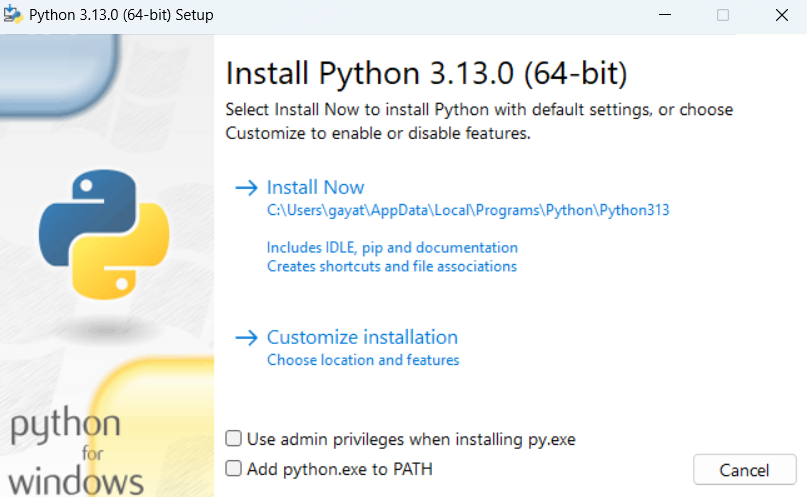 Python 3.13.0 (64-bit) Setup
Install Python 3.13.0 (64-bit)
Select Install Now to install Python with default settings, or choose
Customize to enable or disable features.
Install Now
C:\Users\gayat\AppData\Local\Programs\Python\Python313
Includes IDLE, pip and documentation
Creates shortcuts and file associations
Customize installation
Choose location and features
Use admin privileges when installing py.exe
Add python.exe to PATH
Cancel
python
for
windows